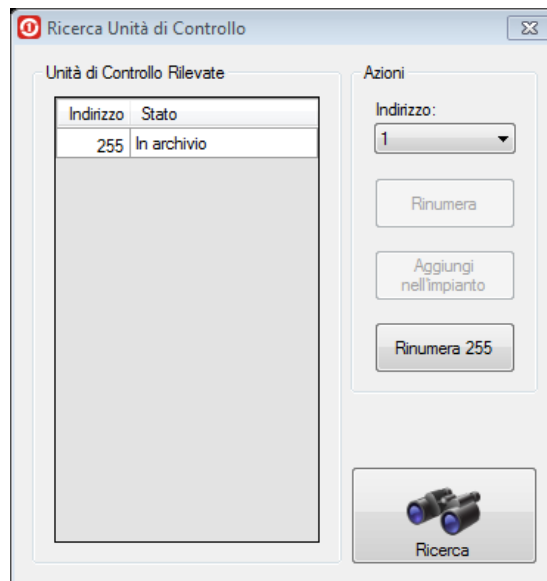 Ricerca Unità di Controllo
Unità di Controllo Rilevate
Indirizzo Stato
255 In archivio
Azioni
Indirizzo:
1
Rinumera
Aggiungi
nell'impianto
Rinumera 255
Ricerca